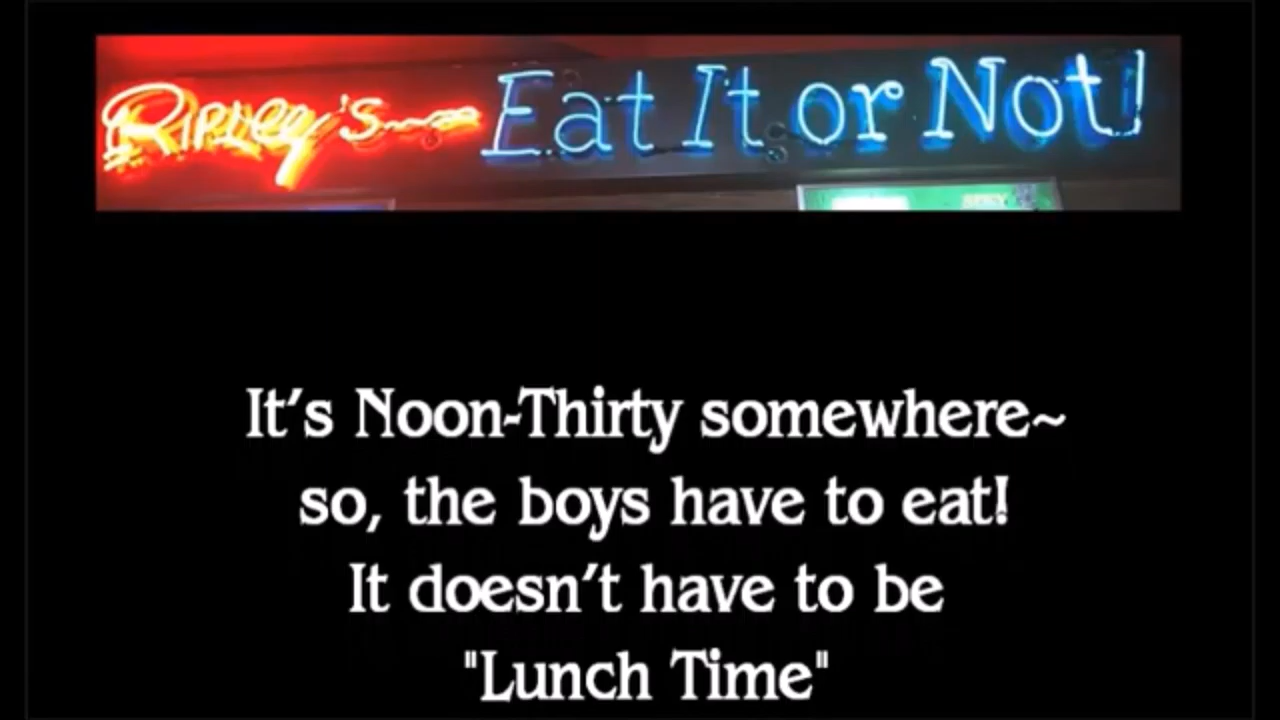 Ripley's Eat It or Not!
It's Noon-Thirty somewhere~
so, the boys have to eat!
It doesn't have to be
"Lunch Time"